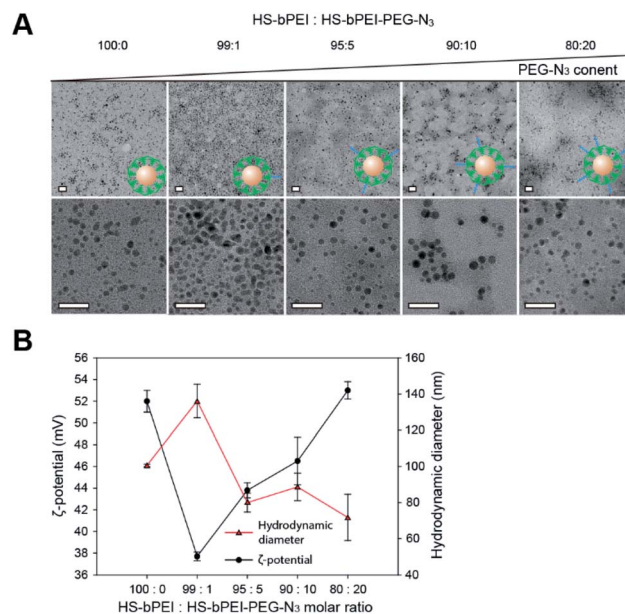 A
HS-bPEI : HS-bPEI-PEG-N₃
100:0 99:1 95:5 90:10 80:20
PEG-N₃ conent
B
ζ-potential (mV)
56
54
52
50
48
46
44
42
40
38
36
Hydrodynamic diameter
ζ-potential
160
140
120
100
80
60
40
Hydrodynamic diameter (nm)
100 : 0 99 : 1 95 : 5 90 : 10 80 : 20
HS-bPEI : HS-bPEI-PEG-N₃ molar ratio